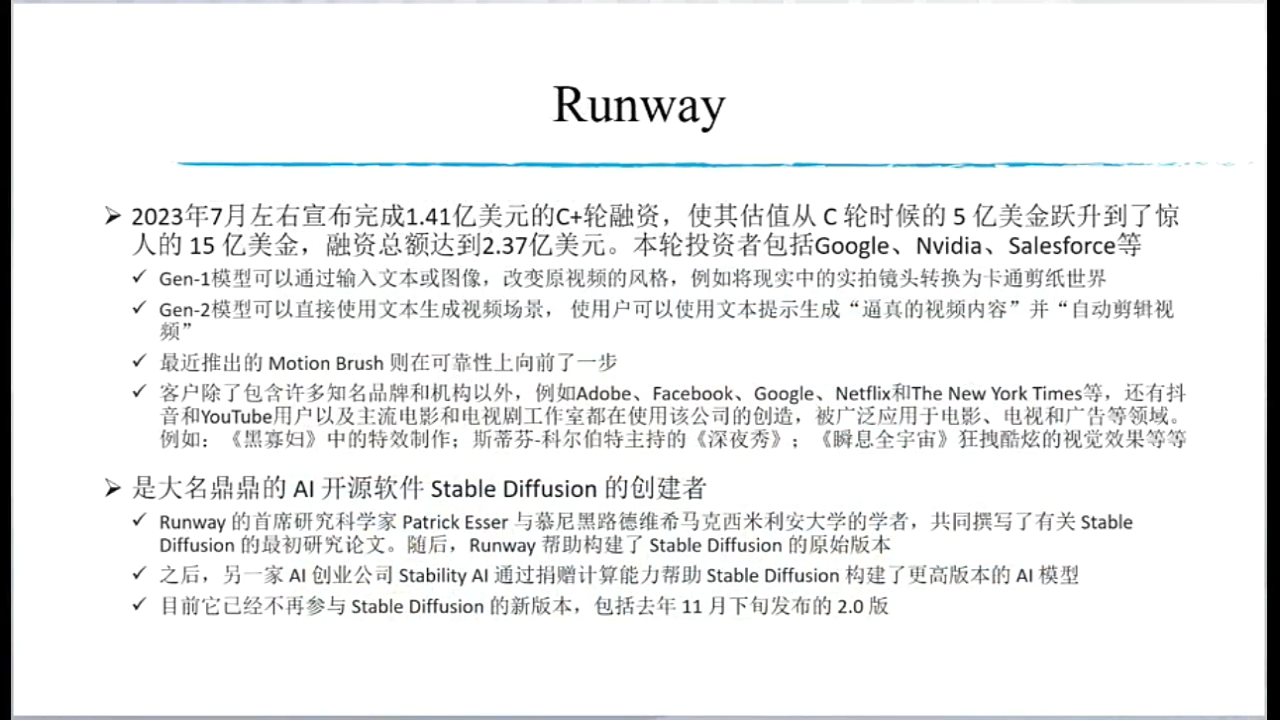 Runway
➢ 2023年7月左右宣布完成1.41亿美元的C+轮融资，使其估值从 C 轮时候的 5 亿美金跃升到了惊
人的 15 亿美金，融资总额达到2.37亿美元。本轮投资者包括Google、Nvidia、Salesforce等
✓ Gen-1模型可以通过输入文本或图像，改变原视频的风格，例如将现实中的实拍镜头转换为卡通剪纸世界
✓ Gen-2模型可以直接使用文本生成视频场景， 使用户可以使用文本提示生成“逼真的视频内容”并“自动剪辑视
频”
✓ 最近推出的 Motion Brush 则在可靠性上向前了一步
✓ 客户除了包含许多知名品牌和机构以外，例如Adobe、Facebook、Google、Netflix和The New York Times等，还有抖
音和YouTube用户以及主流电影和电视剧工作室都在使用该公司的创造，被广泛应用于电影、电视和广告等领域。
例如：《黑寡妇》中的特效制作；斯蒂芬-科尔伯特主持的《深夜秀》；《瞬息全宇宙》狂拽酷炫的视觉效果等等
➢ 是大名鼎鼎的 AI 开源软件 Stable Diffusion 的创建者
✓ Runway 的首席研究科学家 Patrick Esser 与慕尼黑路德维希马克西米利安大学的学者，共同撰写了有关 Stable
Diffusion 的最初研究论文。随后，Runway 帮助构建了 Stable Diffusion 的原始版本
✓ 之后，另一家 AI 创业公司 Stability AI 通过捐赠计算能力帮助 Stable Diffusion 构建了更高版本的 AI 模型
✓ 目前它已经不再参与 Stable Diffusion 的新版本，包括去年 11 月下旬发布的 2.0 版